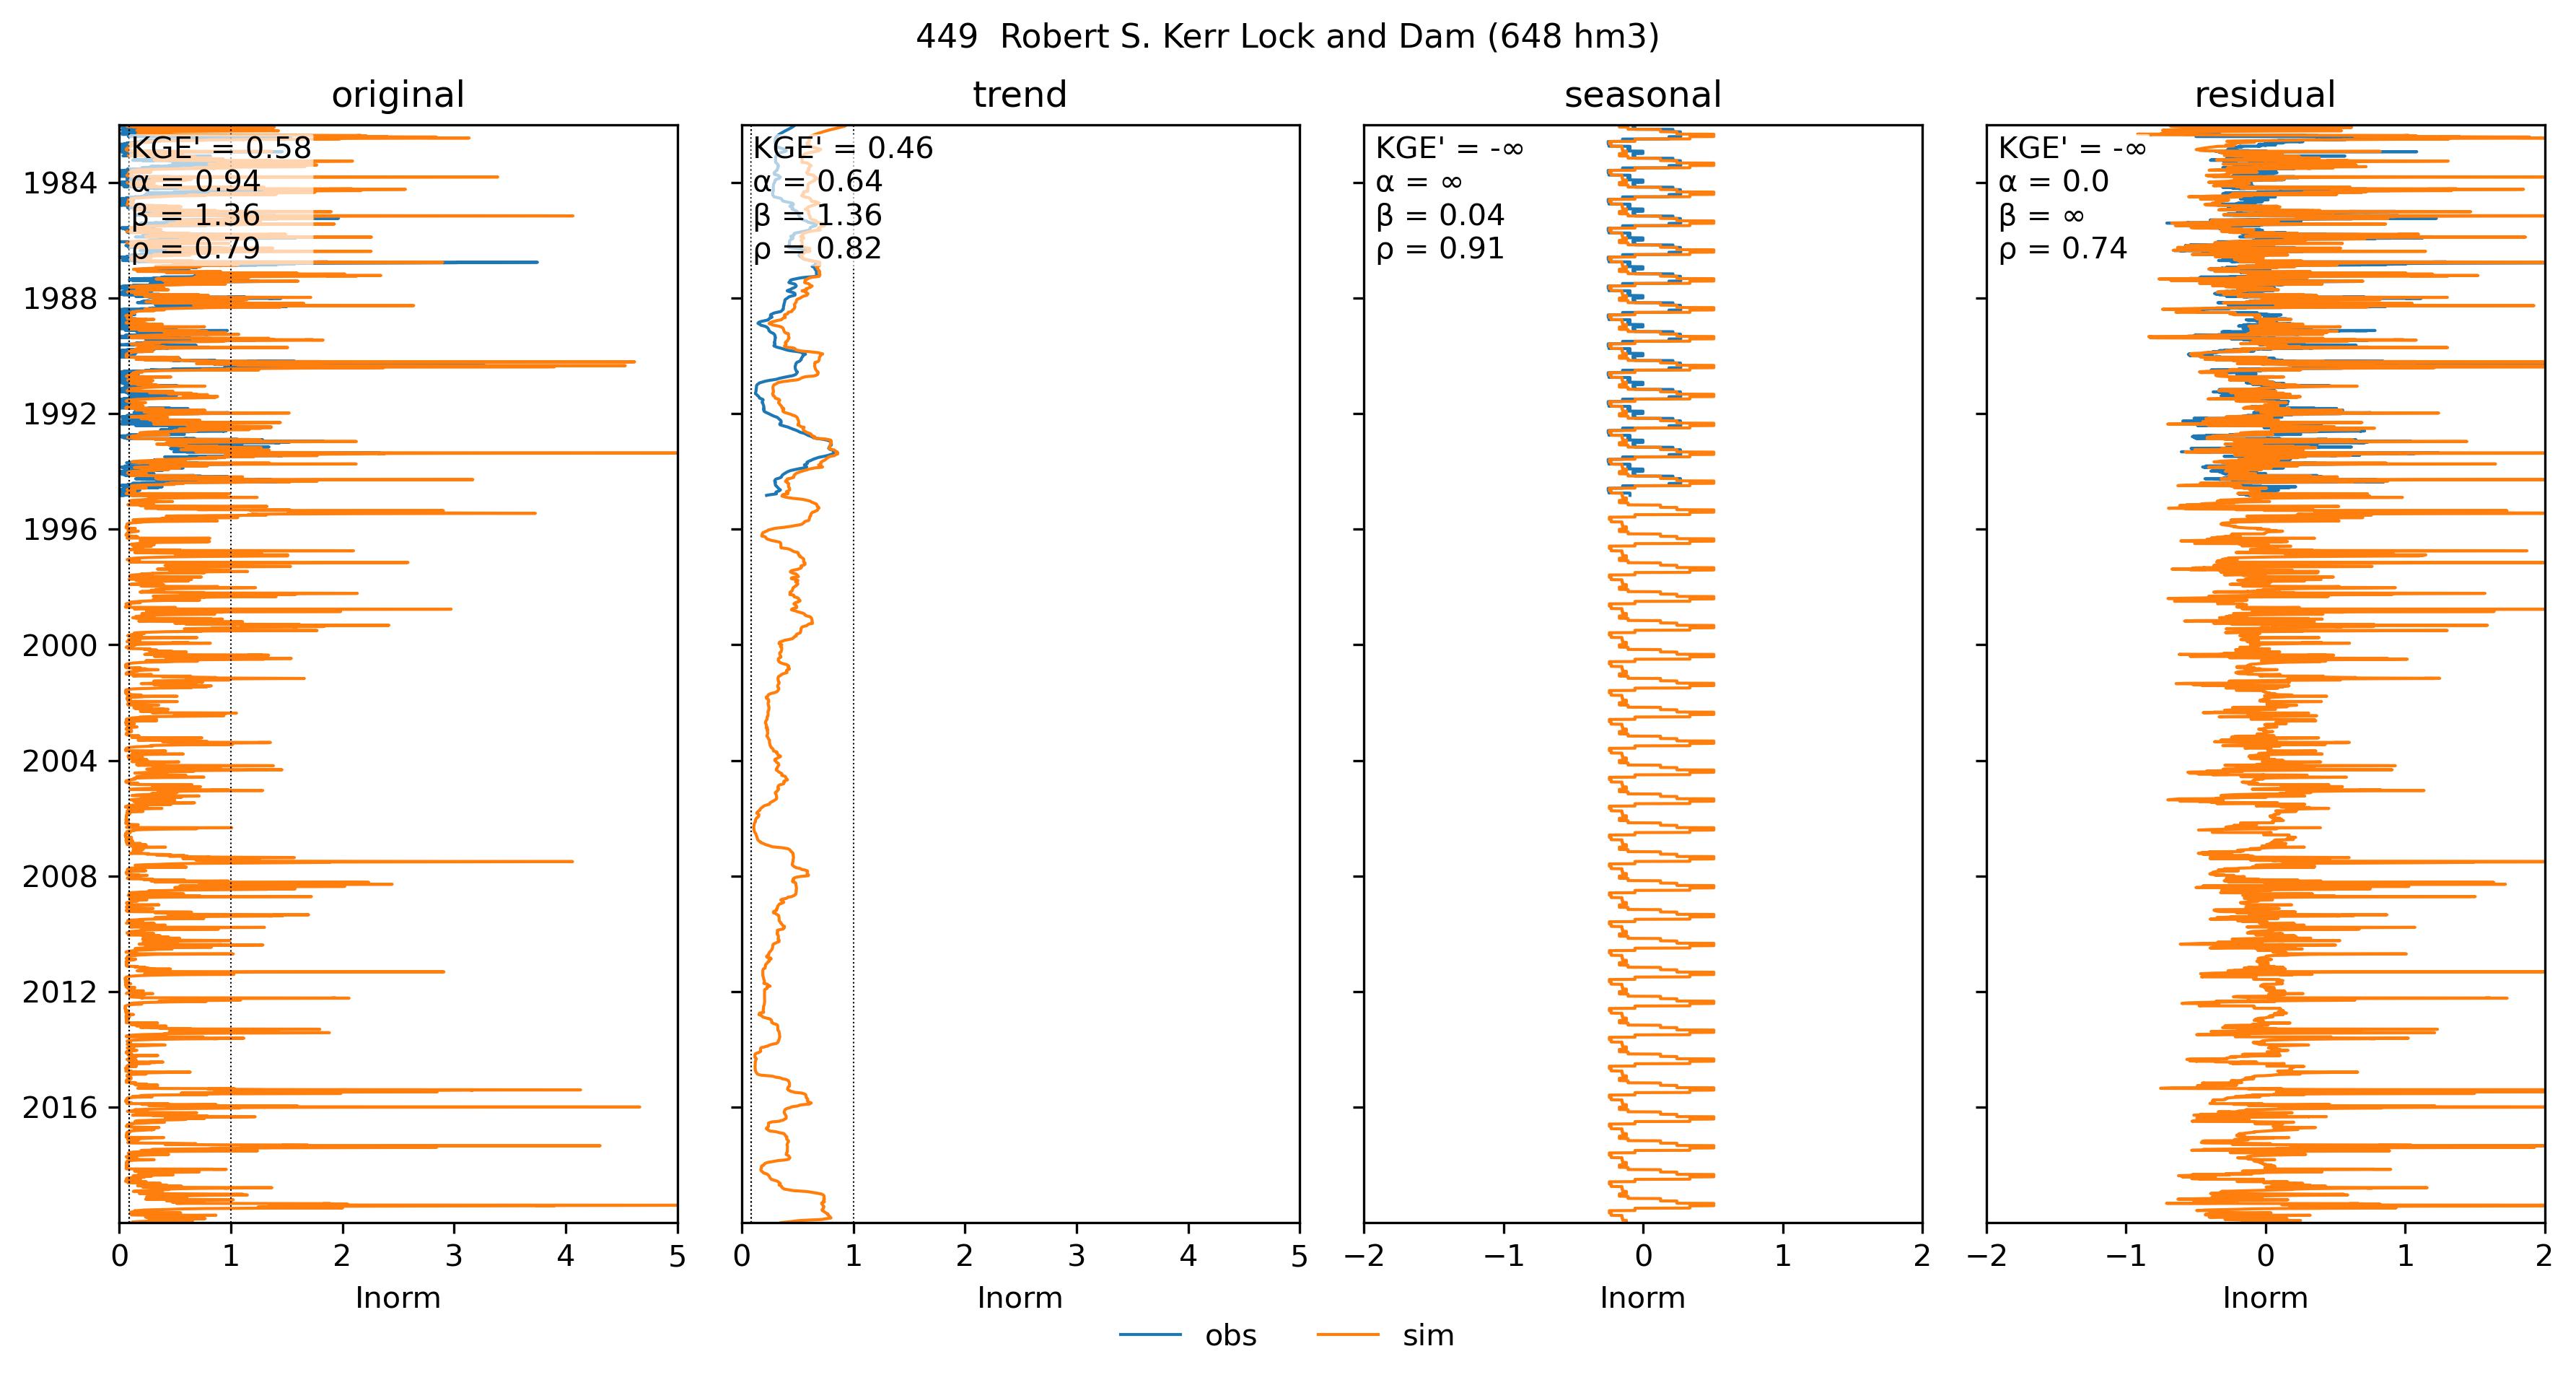 449  Robert S. Kerr Lock and Dam (648 hm3)
original
trend
seasonal
residual
KGE' = 0.58
α = 0.94
β = 1.36
ρ = 0.79
KGE' = 0.46
α = 0.64
β = 1.36
ρ = 0.82
KGE' = -∞
α = ∞
β = 0.04
ρ = 0.91
KGE' = -∞
α = 0.0
β = ∞
ρ = 0.74
1984
1988
1992
1996
2000
2004
2008
2012
2016
0 1 2 3 4 5
0 1 2 3 4 5
−2 −1 0 1 2
−2 −1 0 1 2
Inorm
Inorm
Inorm
Inorm
obs
sim